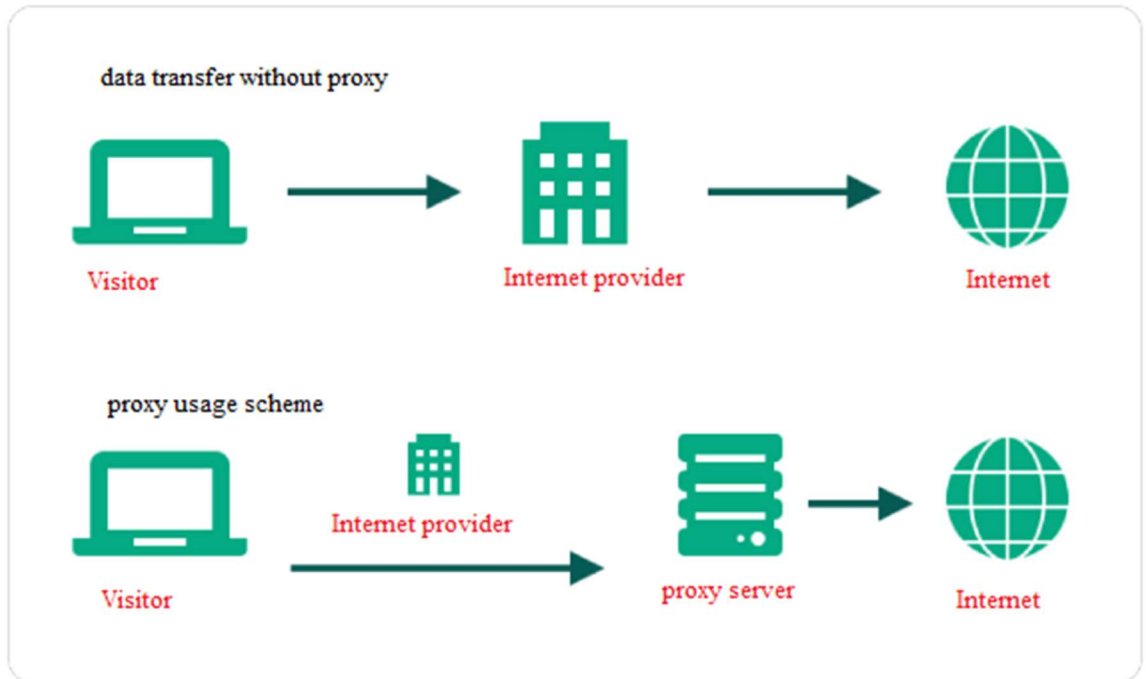 data transfer without proxy
Visitor
Internet provider
Internet
proxy usage scheme
Internet provider
Visitor
proxy server
Internet